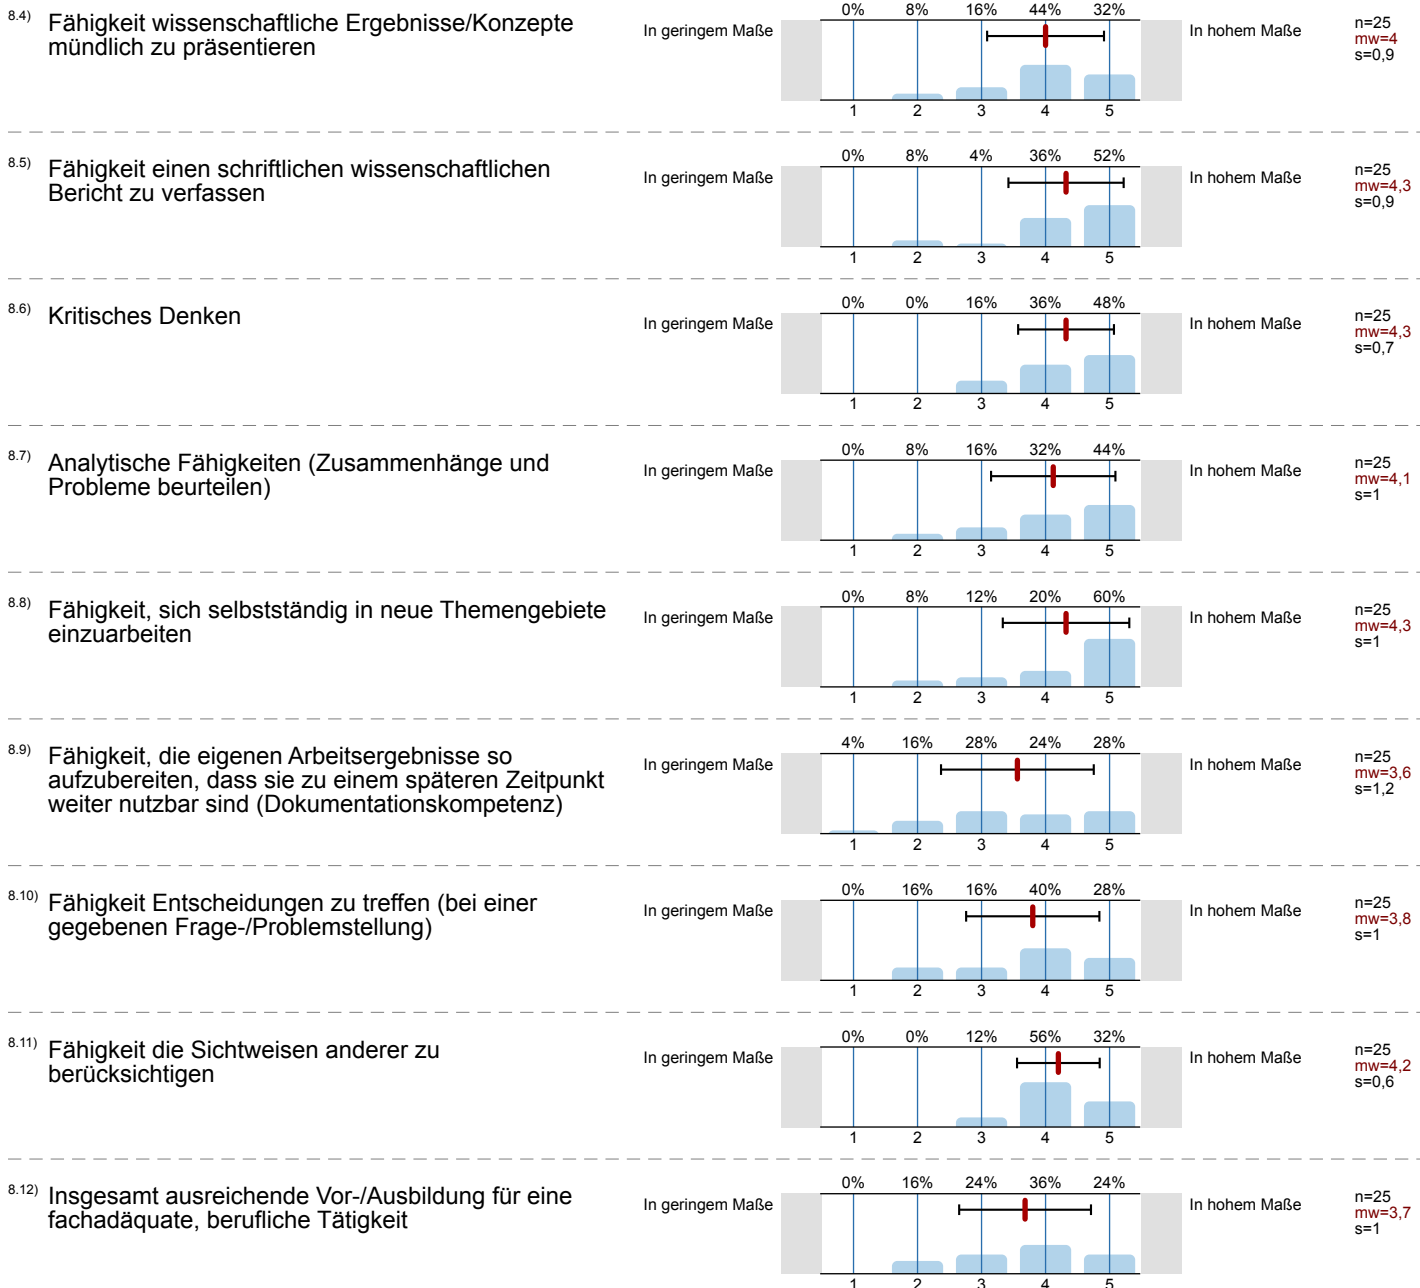 8.4) Fähigkeit wissenschaftliche Ergebnisse/Konzepte
mündlich zu präsentieren
In geringem Maße
0% 8% 16% 44% 32%
1 2 3 4 5
In hohem Maße
n=25
mw=4
s=0,9
8.5) Fähigkeit einen schriftlichen wissenschaftlichen
Bericht zu verfassen
In geringem Maße
0% 8% 4% 36% 52%
1 2 3 4 5
In hohem Maße
n=25
mw=4,3
s=0,9
8.6) Kritisches Denken
In geringem Maße
0% 0% 16% 36% 48%
1 2 3 4 5
In hohem Maße
n=25
mw=4,3
s=0,7
8.7) Analytische Fähigkeiten (Zusammenhänge und
Probleme beurteilen)
In geringem Maße
0% 8% 16% 32% 44%
1 2 3 4 5
In hohem Maße
n=25
mw=4,1
s=1
8.8) Fähigkeit, sich selbstständig in neue Themengebiete
einzuarbeiten
In geringem Maße
0% 8% 12% 20% 60%
1 2 3 4 5
In hohem Maße
n=25
mw=4,3
s=1
8.9) Fähigkeit, die eigenen Arbeitsergebnisse so
aufzubereiten, dass sie zu einem späteren Zeitpunkt
weiter nutzbar sind (Dokumentationskompetenz)
In geringem Maße
4% 16% 28% 24% 28%
1 2 3 4 5
In hohem Maße
n=25
mw=3,6
s=1,2
8.10) Fähigkeit Entscheidungen zu treffen (bei einer
gegebenen Frage-/Problemstellung)
In geringem Maße
0% 16% 16% 40% 28%
1 2 3 4 5
In hohem Maße
n=25
mw=3,8
s=1
8.11) Fähigkeit die Sichtweisen anderer zu
berücksichtigen
In geringem Maße
0% 0% 12% 56% 32%
1 2 3 4 5
In hohem Maße
n=25
mw=4,2
s=0,6
8.12) Insgesamt ausreichende Vor-/Ausbildung für eine
fachadäquate, berufliche Tätigkeit
In geringem Maße
0% 16% 24% 36% 24%
1 2 3 4 5
In hohem Maße
n=25
mw=3,7
s=1